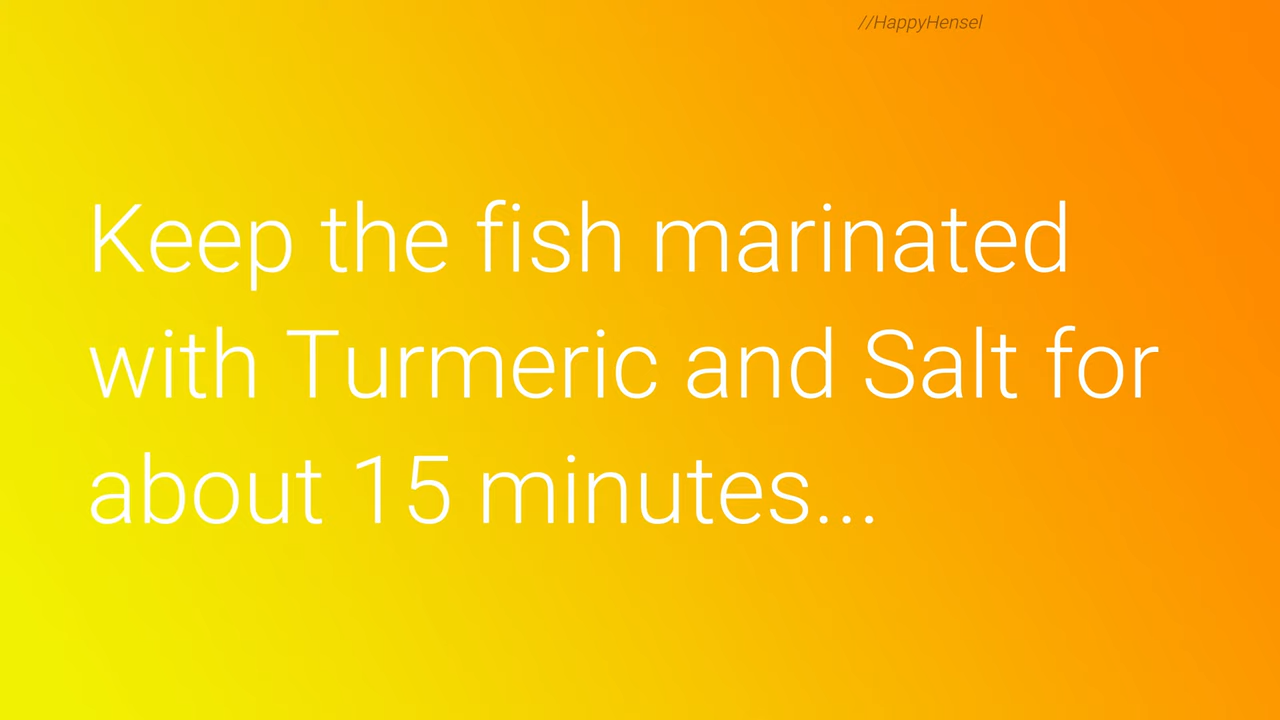 //HappyHensel
Keep the fish marinated
with Turmeric and Salt for
about 15 minutes...